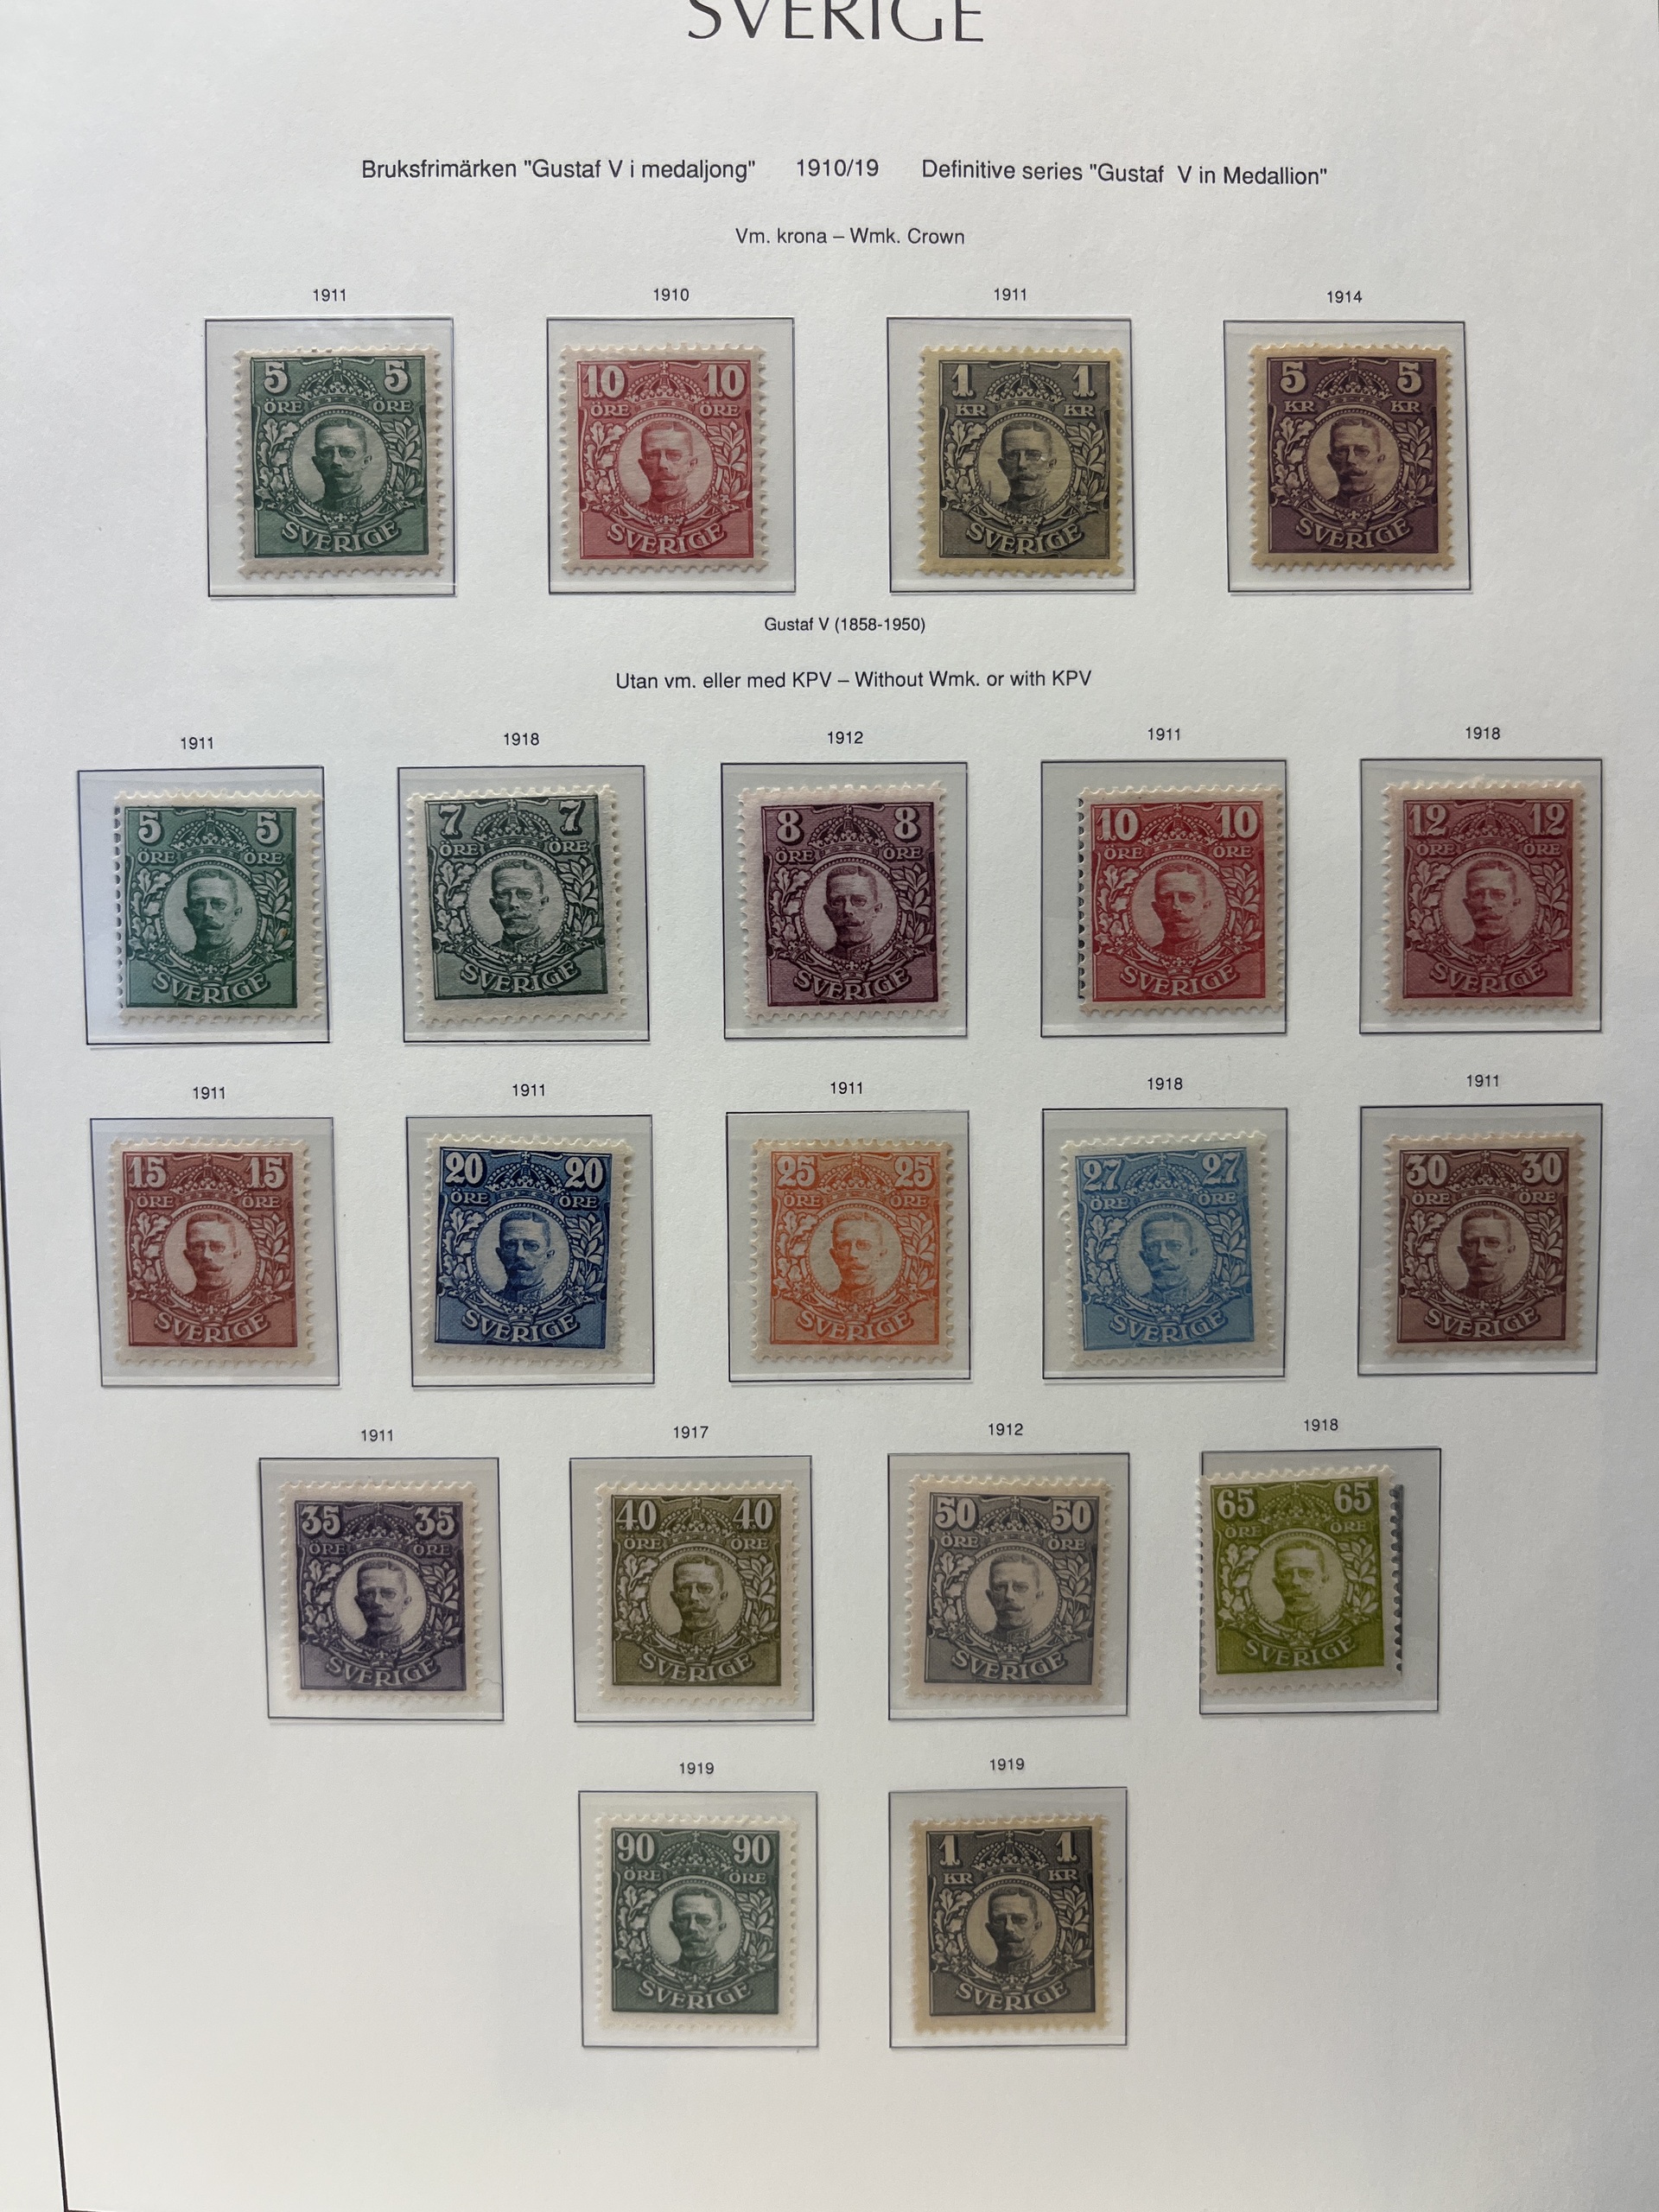 SVERIGE
Bruksfrimärken "Gustaf V i medaljong" 1910/19 Definitive series "Gustaf V in Medallion"
Vm. krona – Wmk. Crown
1911 1910 1911 1914
5 5 10 10 1 1 5 5
ÖRE ÖRE ÖRE ÖRE KR KR KR KR
SVERIGE SVERIGE SVERIGE SVERIGE
Gustaf V (1858-1950)
Utan vm. eller med KPV – Without Wmk. or with KPV
1911 1918 1912 1911 1918
5 5 7 7 8 8 10 10 12 12
ÖRE ÖRE ÖRE ÖRE ÖRE ÖRE ÖRE ÖRE ÖRE ÖRE
SVERIGE SVERIGE SVERIGE SVERIGE SVERIGE
1911 1911 1911 1918 1911
15 15 20 20 25 25 27 27 30 30
ÖRE ÖRE ÖRE ÖRE ÖRE ÖRE ÖRE ÖRE ÖRE ÖRE
SVERIGE SVERIGE SVERIGE SVERIGE SVERIGE
1911 1917 1912 1918
35 35 40 40 50 50 65 65
ÖRE ÖRE ÖRE ÖRE ÖRE ÖRE ÖRE ÖRE
SVERIGE SVERIGE SVERIGE SVERIGE
1919 1919
90 90 1 1
ÖRE ÖRE KR KR
SVERIGE SVERIGE